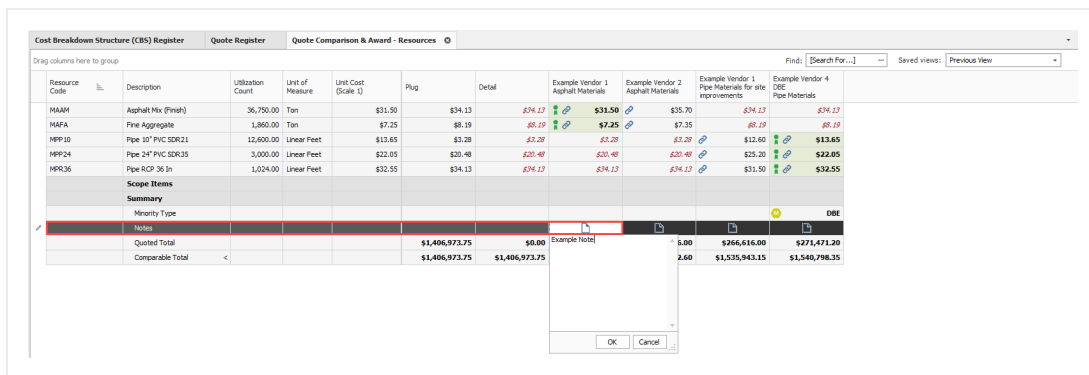 Cost Breakdown Structure (CBS) Register Quote Register Quote Comparison & Award - Resources
Drag columns here to group Find: [Search For...] ... Saved views: Previous View
Resource Code Description Utilization Count Unit of Measure Unit Cost (Scale 1) Plug Detail Example Vendor 1 Asphalt Materials Example Vendor 2 Asphalt Materials Example Vendor 1 Pipe Materials for site improvements Example Vendor 4 DBE Pipe Materials
MAAM Asphalt Mix (Finish) 36,750.00 Ton $31.50 $34.13 $34.13 $31.50 $35.70 $34.13 $34.13
MAFA Fine Aggregate 1,860.00 Ton $7.25 $8.19 $8.19 $7.25 $7.35 $8.19 $8.19
MPP10 Pipe 10" PVC SDR21 12,600.00 Linear Feet $13.65 $3.28 $3.28 $3.28 $3.28 $12.60 $13.65
MPP24 Pipe 24" PVC SDR35 3,000.00 Linear Feet $22.05 $20.48 $20.48 $20.48 $20.48 $25.20 $22.05
MPR36 Pipe RCP 36 In 1,024.00 Linear Feet $32.55 $34.13 $34.13 $34.13 $34.13 $31.50 $32.55
Scope Items
Summary
Minority Type DBE
Notes
Quoted Total $1,406,973.75 $0.00 6.00 $266,616.00 $271,471.20
Comparable Total < $1,406,973.75 $1,406,973.75 2.60 $1,535,943.15 $1,540,798.35
Example Note
OK Cancel